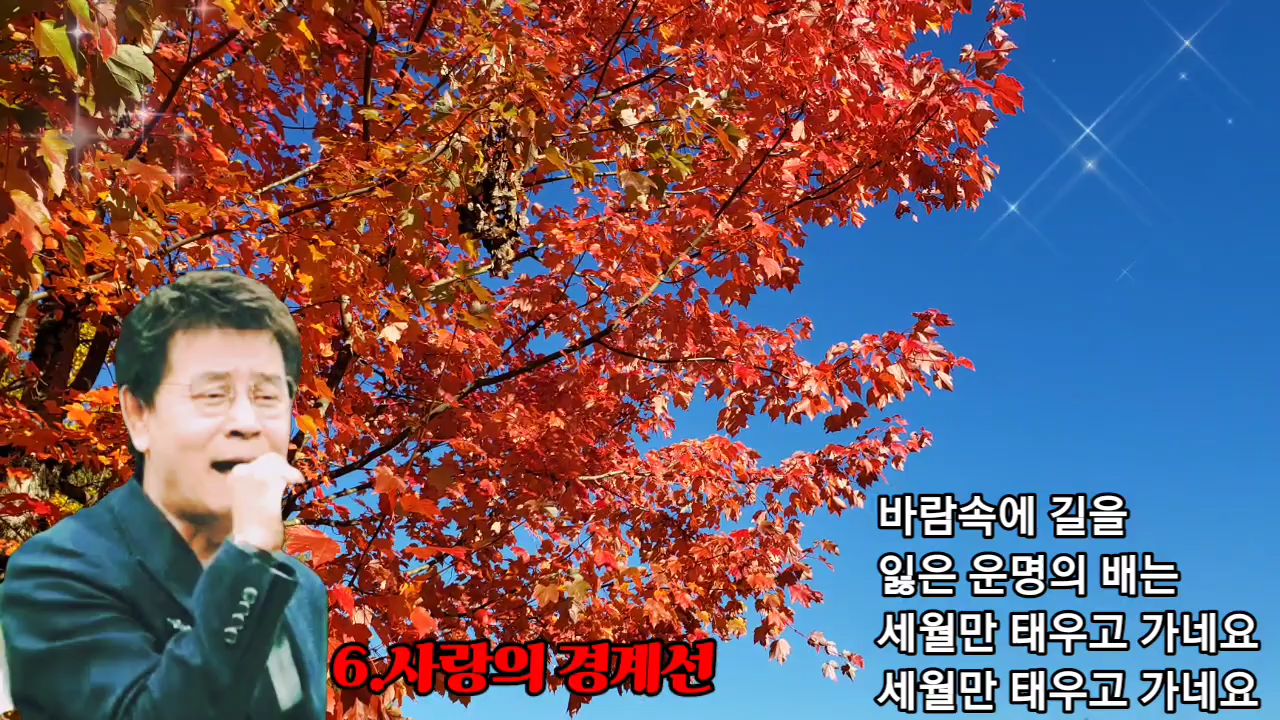 바람속에 길을
잃은 운명의 배는
세월만 태우고 가네요
세월만 태우고 가네요
6.사랑의 경계선